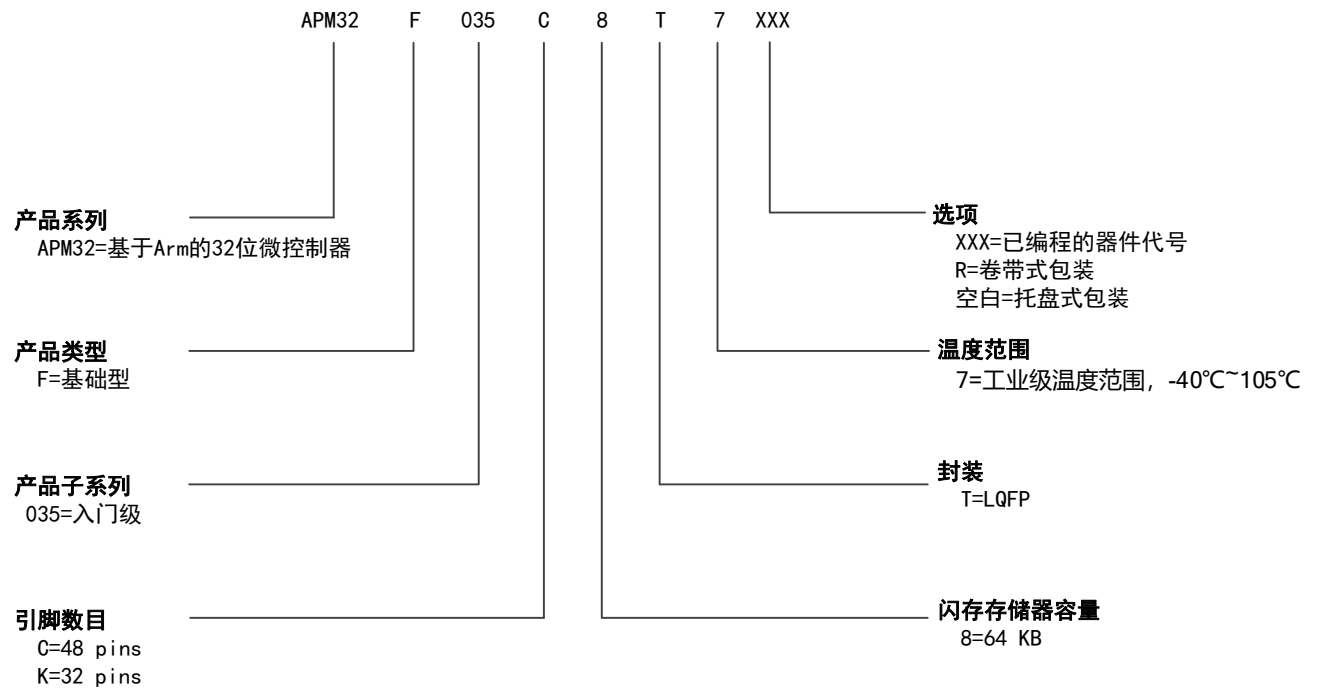 APM32 F 035 C 8 T 7 XXX
产品系列
APM32=基于Arm的32位微控制器
产品类型
F=基础型
产品子系列
035=入门级
引脚数目
C=48 pins
K=32 pins
选项
XXX=已编程的器件代号
R=卷带式包装
空白=托盘式包装
温度范围
7=工业级温度范围，-40℃~105℃
封装
T=LQFP
闪存存储器容量
8=64 KB